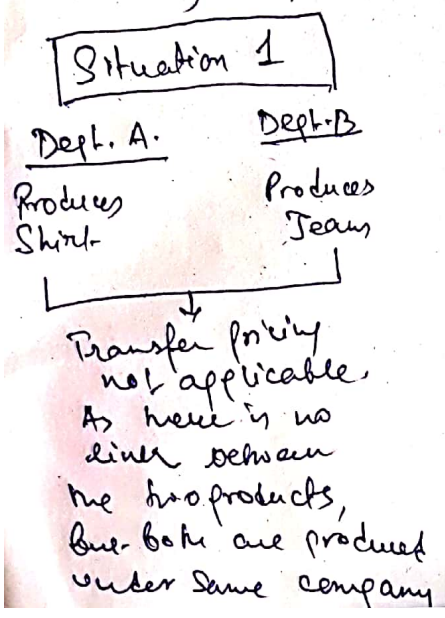 Situation 1
Dept. A.
Dept. B
Produces
Shirt
Produces
Jeans
Transfer pricing
not applicable.
As there is no
link between
the two products,
but both are produced
under same company